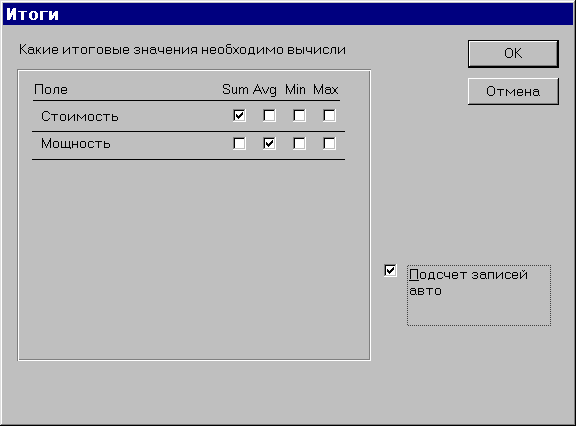 Итоги
Какие итоговые значения необходимо вычисли
OK
Отмена
Поле Sum Avg Min Max
Стоимость
Мощность
Подсчет записей
авто